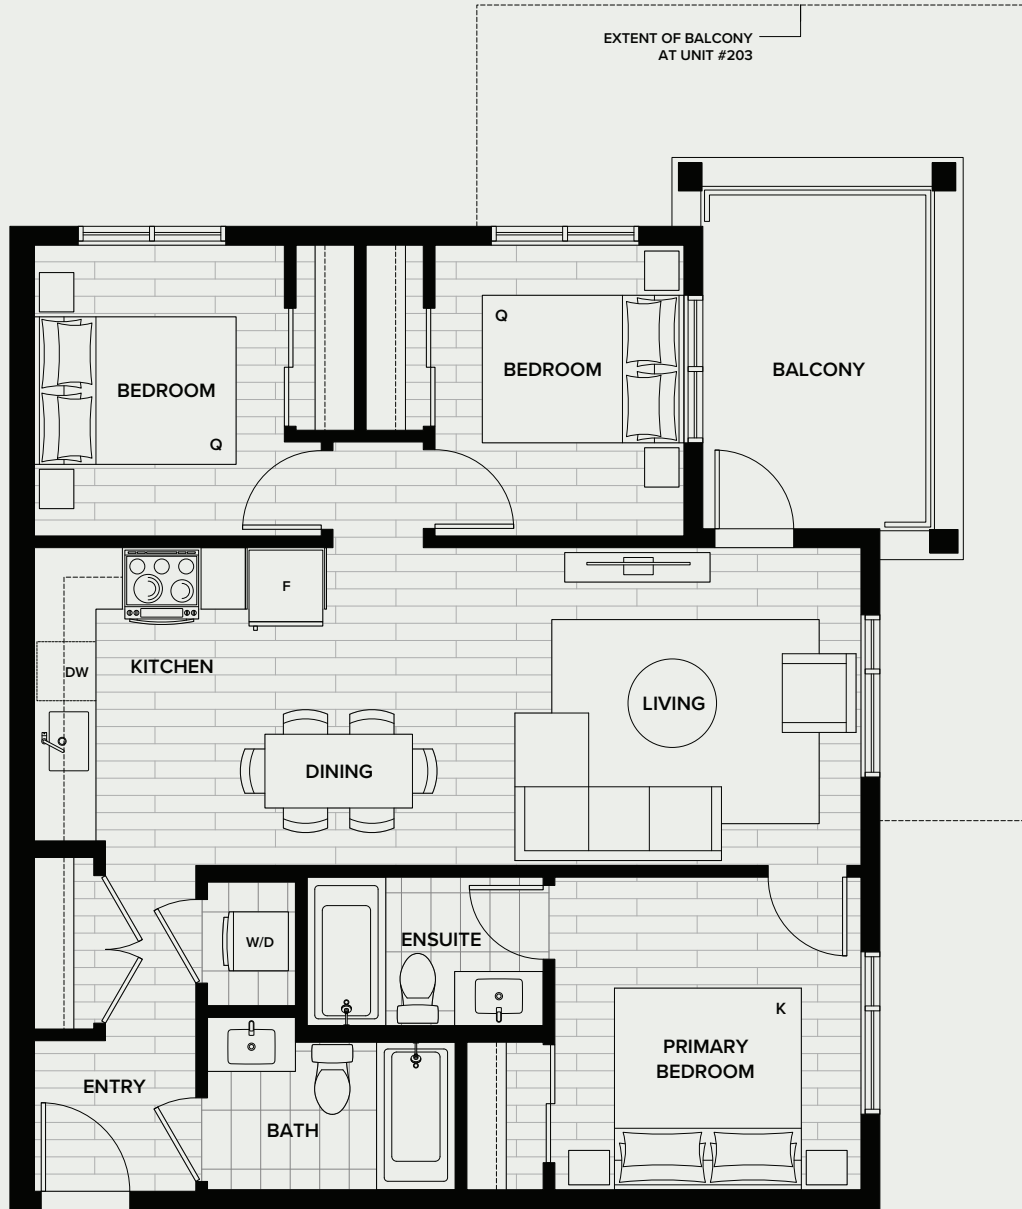 EXTENT OF BALCONY
AT UNIT #203
Q
BEDROOM
BALCONY
BEDROOM
Q
F
KITCHEN
DW
LIVING
DINING
ENSUITE
W/D
K
PRIMARY
BEDROOM
ENTRY
BATH